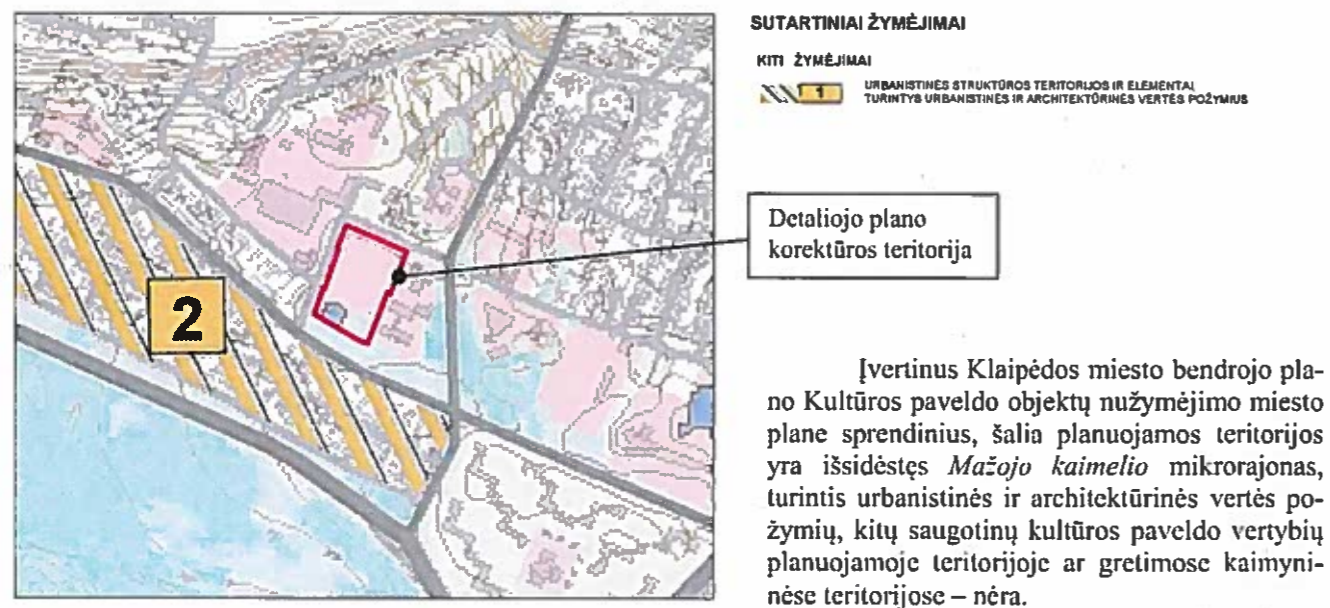 SUTARTINIAI ŽYMĖJIMAI
KITI ŽYMĖJIMAI
1
URBANISTINĖS STRUKTŪROS TERITORIJOS IR ELEMENTAI,
TURINTYS URBANISTINĖS IR ARCHITEKTŪRINĖS VERTĖS POŽYMIUS
Detaliojo plano
korektūros teritorija
2
Įvertinus Klaipėdos miesto bendrojo pla-
no Kultūros paveldo objektų nužymėjimo miesto
plane sprendinius, šalia planuojamos teritorijos
yra išsidėstęs Mažojo kaimelio mikrorajonas,
turintis urbanistinės ir architektūrinės vertės po-
žymių, kitų saugotinų kultūros paveldo vertybių
planuojamoje teritorijoje ar gretimose kaimyni-
nėse teritorijose – nėra.